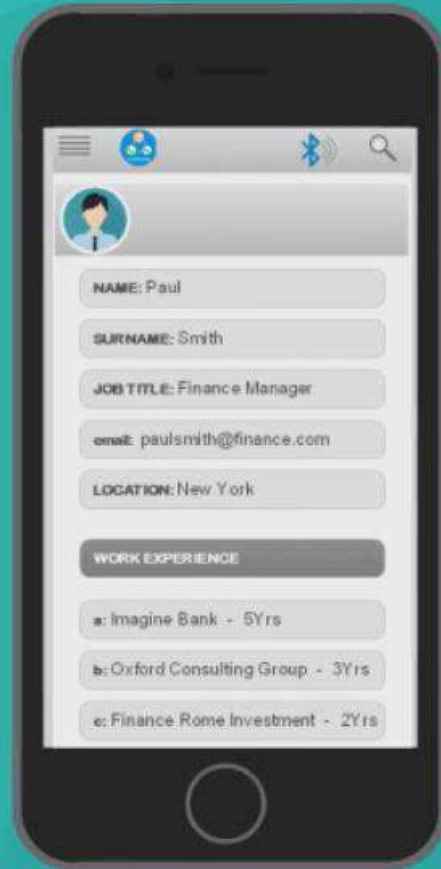 NAME: Paul
SURNAME: Smith
JOB TITLE: Finance Manager
email: paulsmith@finance.com
LOCATION: New York
WORK EXPERIENCE
a: Imagine Bank - 5Yrs
b: Oxford Consulting Group - 3Yrs
c: Finance Rome Investment - 2Yrs